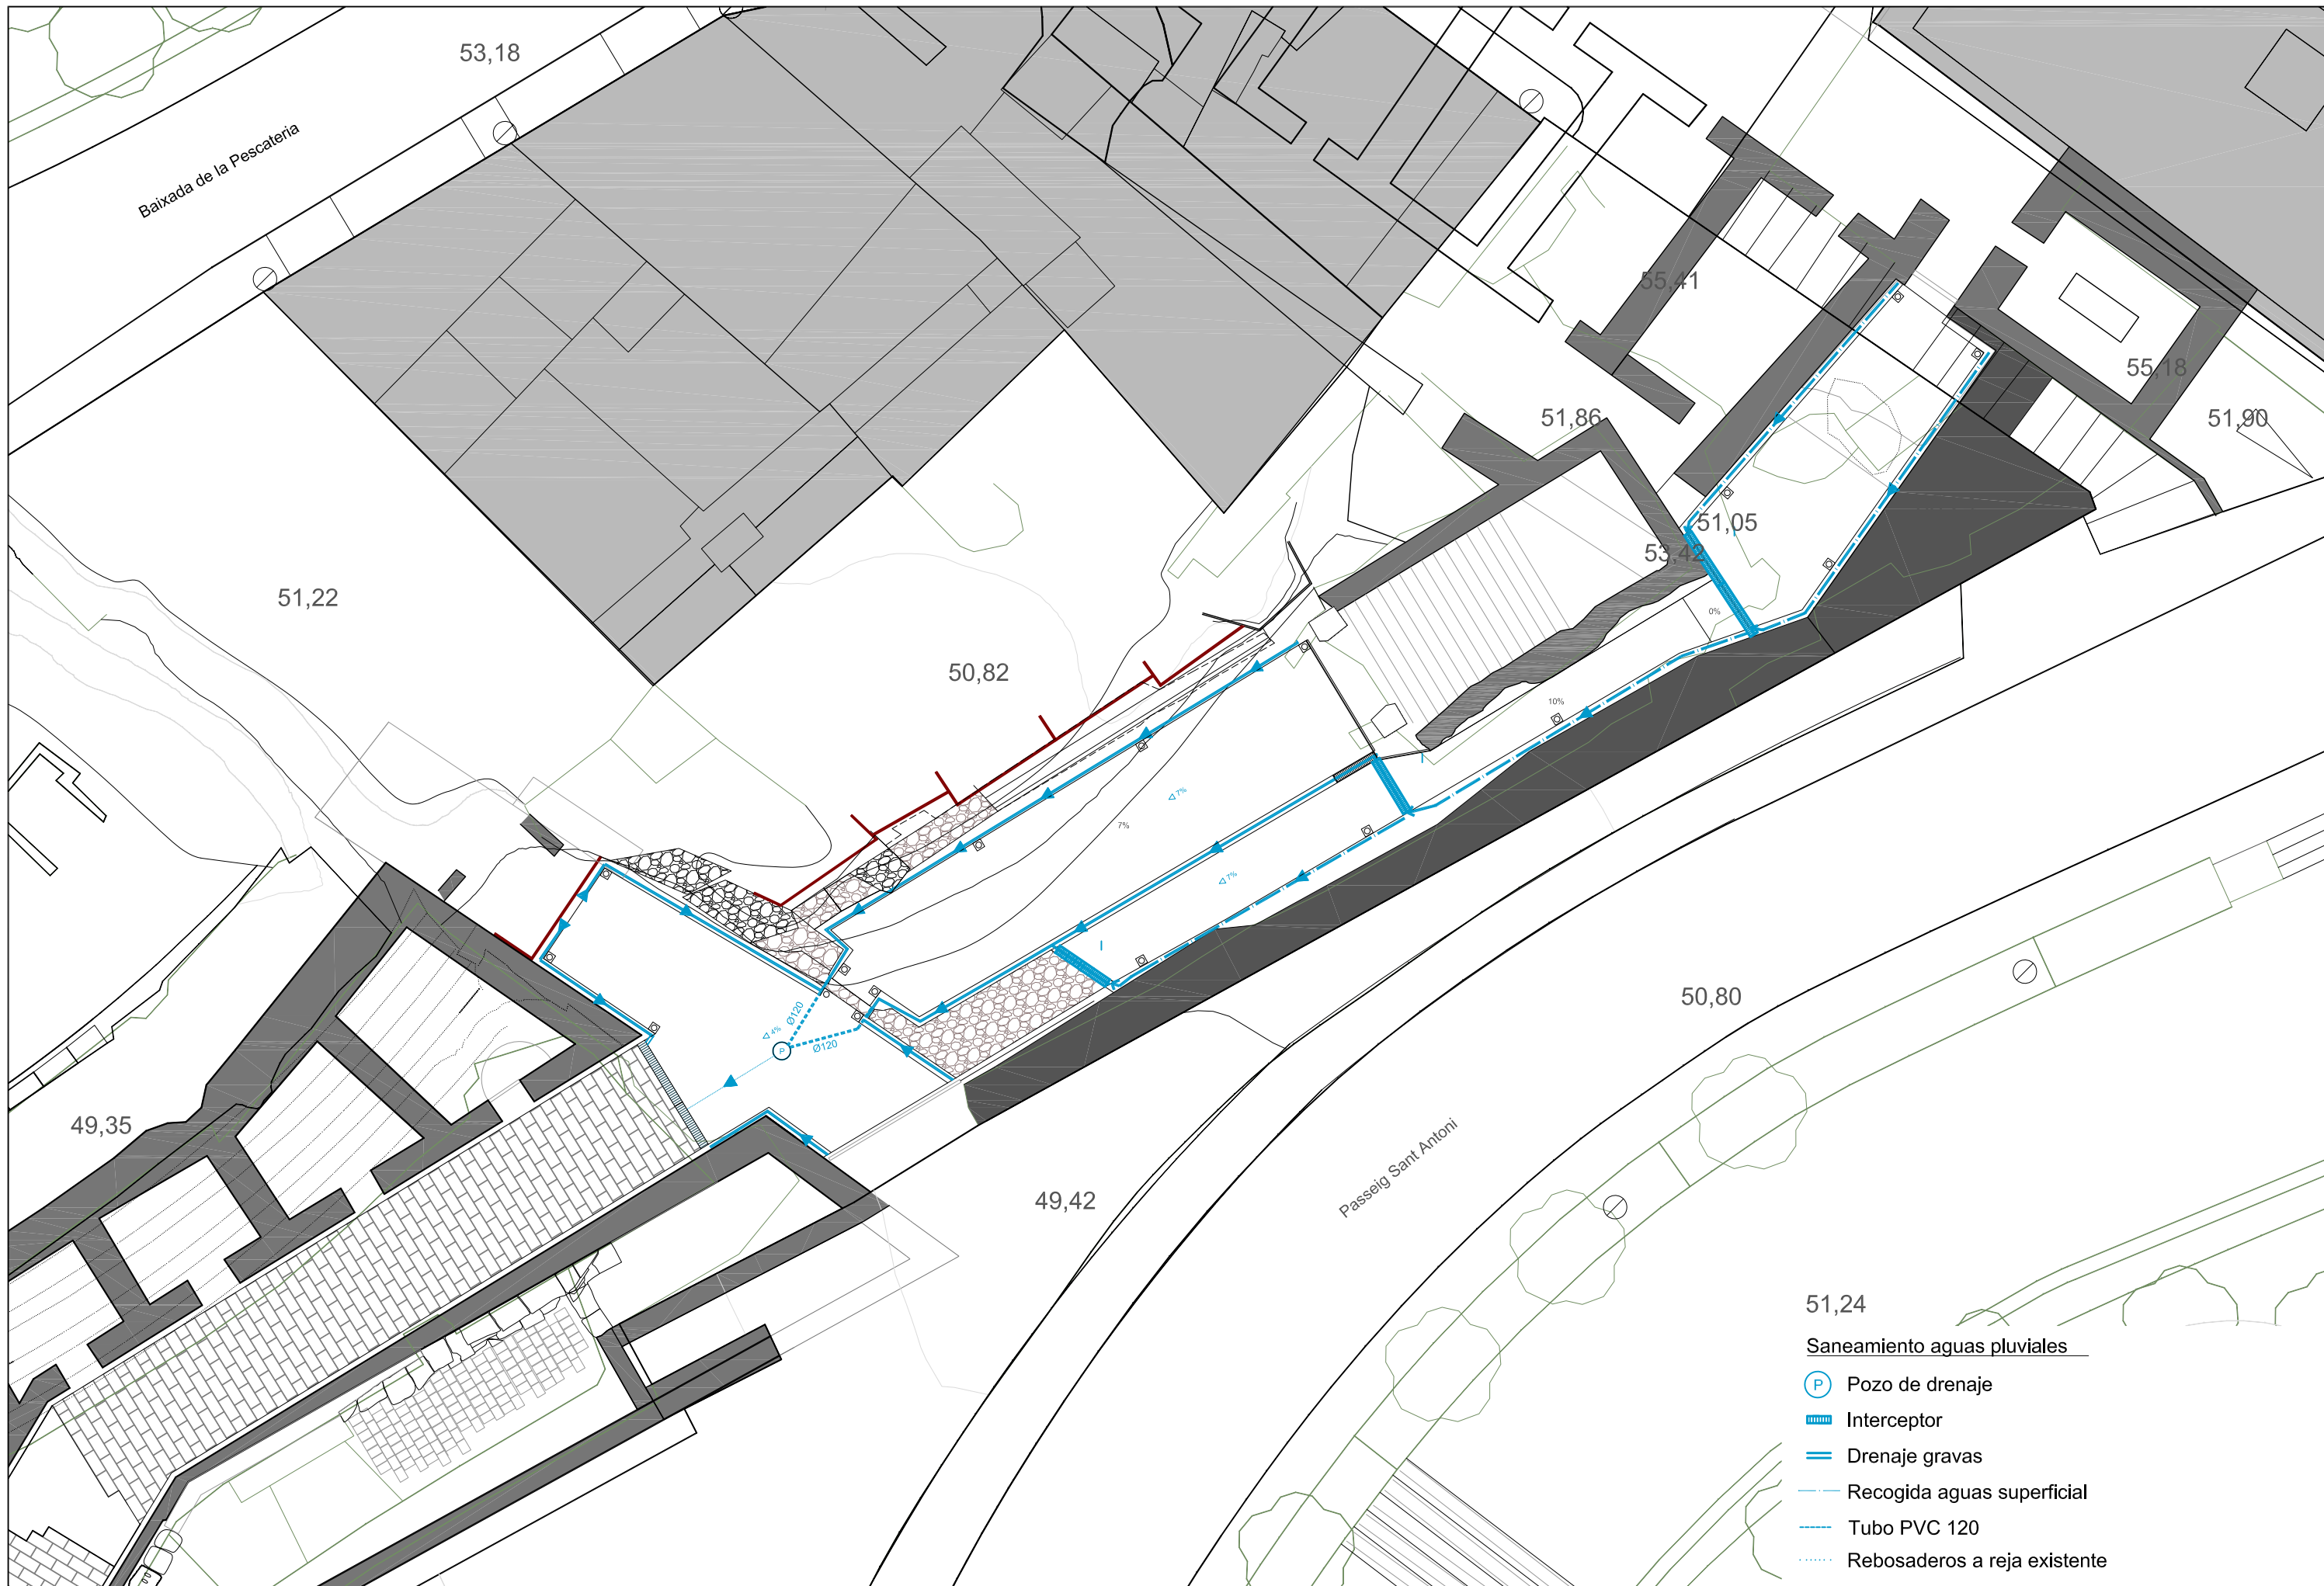 53,18
Baixada de la Pescateria
55,41
55,18
51,86
51,90
51,05
53,42
51,22
0%
50,82
10%
7%
7%
7%
50,80
4%
Ø120
Ø120
P
49,35
Passeig Sant Antoni
49,42
51,24
Saneamiento aguas pluviales
P Pozo de drenaje
Interceptor
Drenaje gravas
Recogida aguas superficial
Tubo PVC 120
Rebosaderos a reja existente